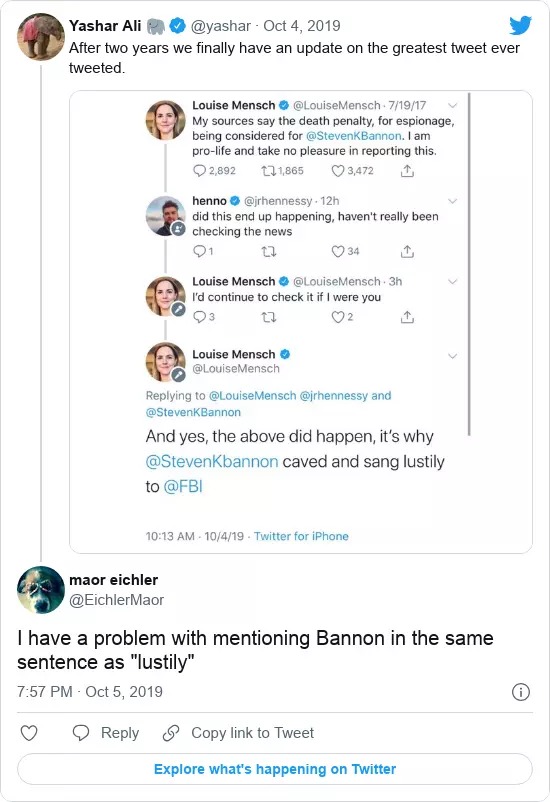 Yashar Ali 🐘 @yashar · Oct 4, 2019
After two years we finally have an update on the greatest tweet ever
tweeted.
Louise Mensch @LouiseMensch · 7/19/17
My sources say the death penalty, for espionage,
being considered for @StevenKBannon. I am
pro-life and take no pleasure in reporting this.
2,892 1,865 3,472
henno @jrhennessy · 12h
did this end up happening, haven't really been
checking the news
1 34
Louise Mensch @LouiseMensch · 3h
I'd continue to check it if I were you
3 2
Louise Mensch
@LouiseMensch
Replying to @LouiseMensch @jrhennessy and
@StevenKBannon
And yes, the above did happen, it's why
@StevenKbannon caved and sang lustily
to @FBI
10:13 AM · 10/4/19 · Twitter for iPhone
maor eichler
@EichlerMaor
I have a problem with mentioning Bannon in the same
sentence as "lustily"
7:57 PM · Oct 5, 2019
Reply Copy link to Tweet
Explore what's happening on Twitter